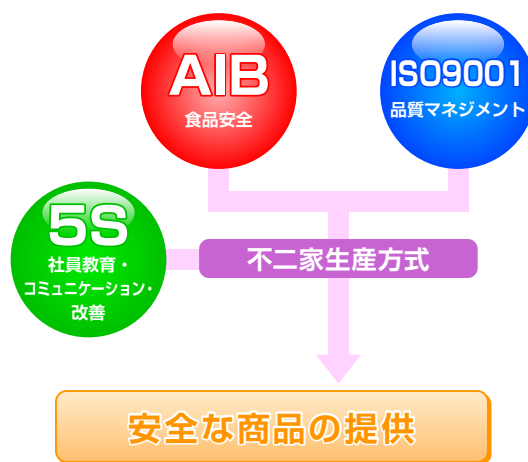 AIB
食品安全
ISO9001
品質マネジメント
5S
社員教育・
コミュニケーション・
改善
不二家生産方式
安全な商品の提供